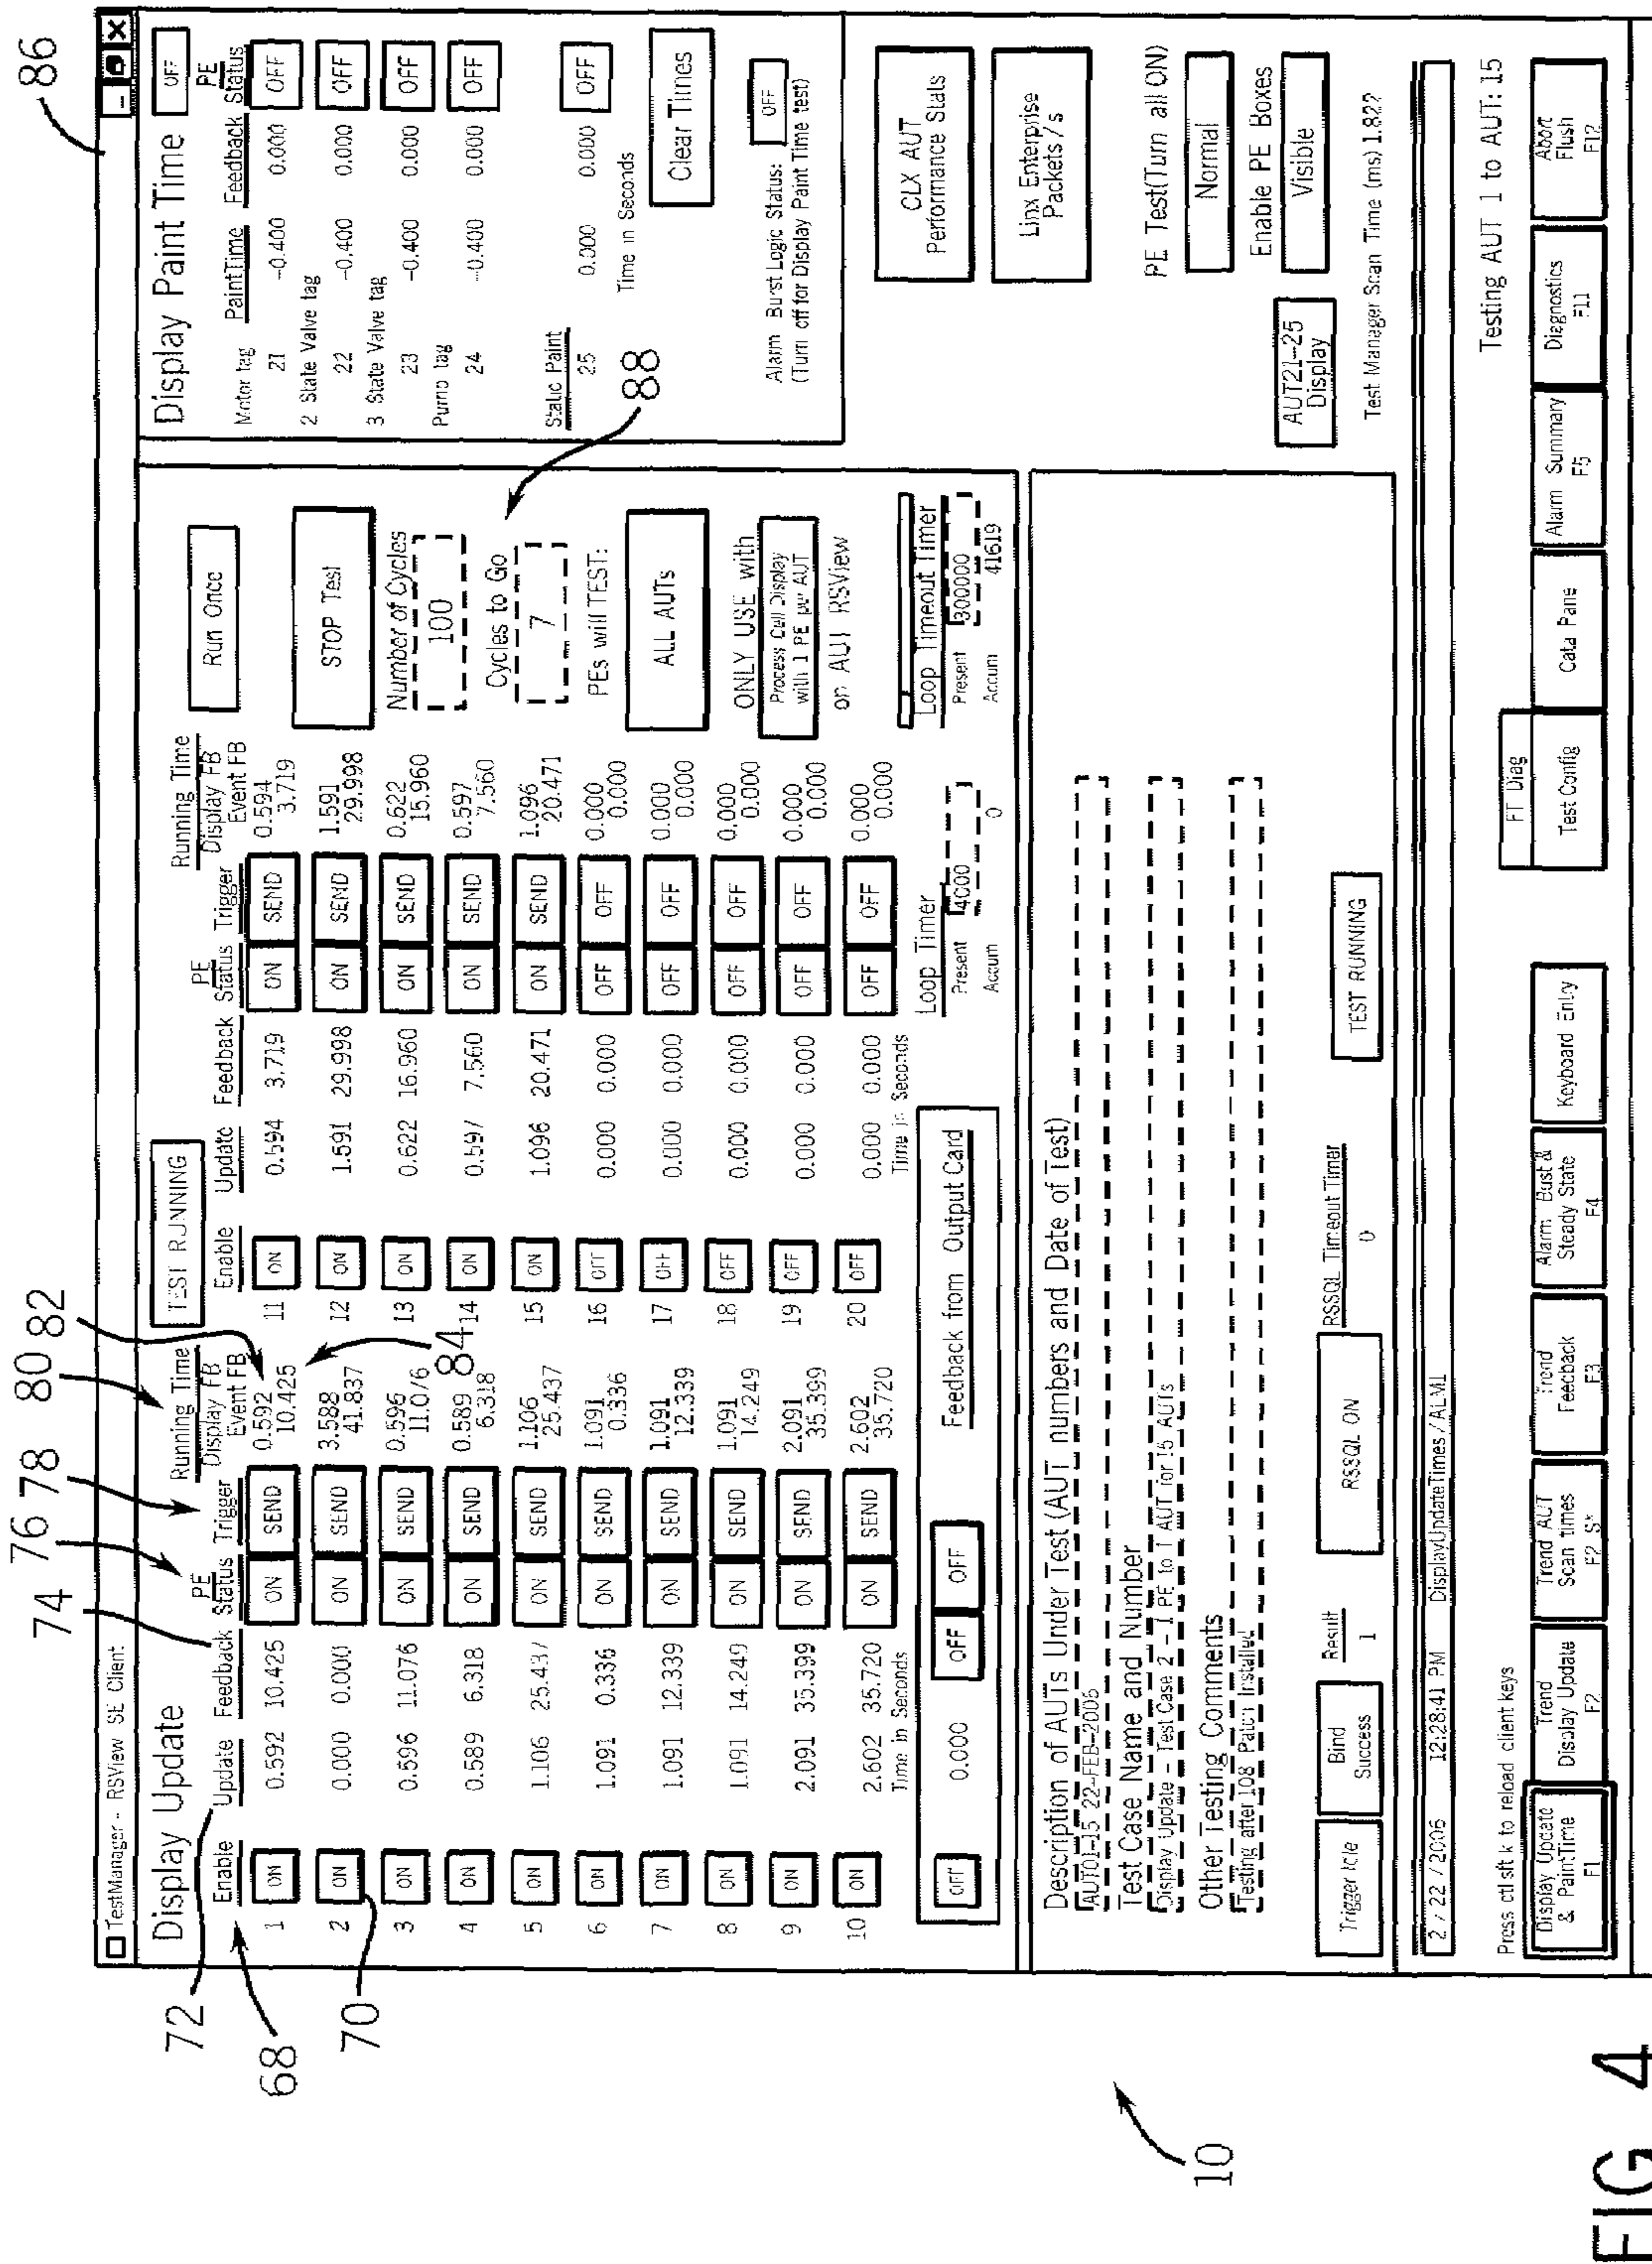 86
TestManager - RSView SE Client
Display Update
TEST RUNNING
72
74
76
78
80
82
68
Enable Update Feedback PE Status Trigger Running Time Display FB Event FB
1 ON 0.592 10.425 ON SEND 0.592 10.425
2 ON 0.000 0.000 ON SEND 3.588 41.837
3 ON 0.596 11.076 ON SEND 0.596 11.076
4 ON 0.589 6.318 ON SEND 0.589 6.318
5 ON 1.106 25.437 ON SEND 1.106 25.437
6 ON 1.091 0.336 ON SEND 1.091 0.336
7 ON 1.091 12.339 ON SEND 1.091 12.339
8 ON 1.091 14.249 ON SEND 1.091 14.249
9 ON 2.091 35.399 ON SEND 2.091 35.399
10 ON 2.602 35.720 ON SEND 2.602 35.720
Time in Seconds
70
84
Enable Update Feedback PE Status Trigger Running Time Display FB Event FB
11 ON 0.594 3.719 ON SEND 0.594 3.719
12 ON 1.591 29.998 ON SEND 1.591 29.998
13 ON 0.622 16.960 ON SEND 0.622 15.960
14 ON 0.597 7.560 ON SEND 0.597 7.560
15 ON 1.096 20.471 ON SEND 1.096 20.471
16 OFF 0.000 0.000 OFF OFF 0.000 0.000
17 OFF 0.000 0.000 OFF OFF 0.000 0.000
18 OFF 0.000 0.000 OFF OFF 0.000 0.000
19 OFF 0.000 0.000 OFF OFF 0.000 0.000
20 OFF 0.000 0.000 OFF OFF 0.000 0.000
Time in Seconds
OFF 0.000 OFF OFF Feedback from Output Card
Loop Timer
Present 4000
Accum 0
Run Once
STOP Test
Number of Cycles
100
Cycles to Go
7
88
PEs will TEST:
ALL AUTs
ONLY USE with
Process Cell Display
with 1 PE per AUT
on AUT RSView
Loop Timeout Timer
Present 300000
Accum 41619
Display Paint Time OFF
PaintTime Feedback PE Status
Motor tag
21 -0.400 0.000 OFF
2 State Valve tag
22 -0.400 0.000 OFF
3 State Valve tag
23 -0.400 0.000 OFF
Pump tag
24 -0.400 0.000 OFF
Static Paint
25 0.000 0.000 OFF
Time in Seconds
Clear Times
Alarm Burst Logic Status: OFF
(Turn off for Display Paint Time test)
CLX AUT
Performance Stats
Linx Enterprise
Packets/s
PE Test(Turn all ON)
Normal
Enable PE Boxes
Visible
AUT21-25
Display
Test Manager Scan Time (ms) 1.822
Description of AUTs Under Test (AUT numbers and Date of Test)
AUT01-15 22-FEB-2006
Test Case Name and Number
Display Update - Test Case 2 - 1 PE to 1 AUT for 15 AUTs
Other Testing Comments
Testing after 108 Patch Installed
Trigger Icle
Bind
Success
Result
1
RSSQL ON
RSSQL Timeout Timer
0
TEST RUNNING
2 / 22 /2006 12:28:41 PM DisplayUpdateTimes/ALM1
Press ctl sft k to reload client keys
Testing AUT 1 to AUT: 15
FT Diag
Display Update
& PaintTime
F1
Trend
Display Update
F2
Trend AUT
Scan times
F2 S*
Trend
Feecback
F3
Alarm Bust &
Steady State
F4
Keyboard Entry
Test Config
Cata Pane
Alarm Summary
F5
Diagnostics
F11
Abort
Flush
F12
10
FIG 4